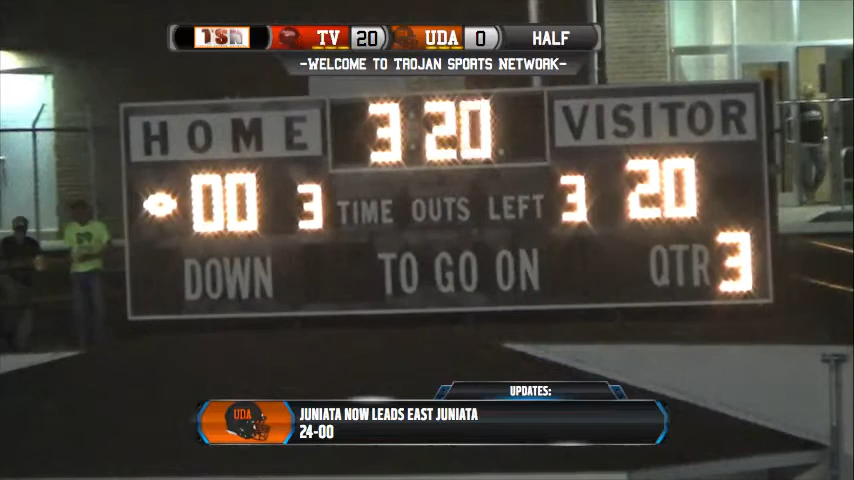 TSN TV 20 UDA 0 HALF
-WELCOME TO TROJAN SPORTS NETWORK-
HOME 3:20 VISITOR
00 3 TIME OUTS LEFT 3 20
DOWN TO GO ON QTR 3
UPDATES:
UDA JUNIATA NOW LEADS EAST JUNIATA
24-00